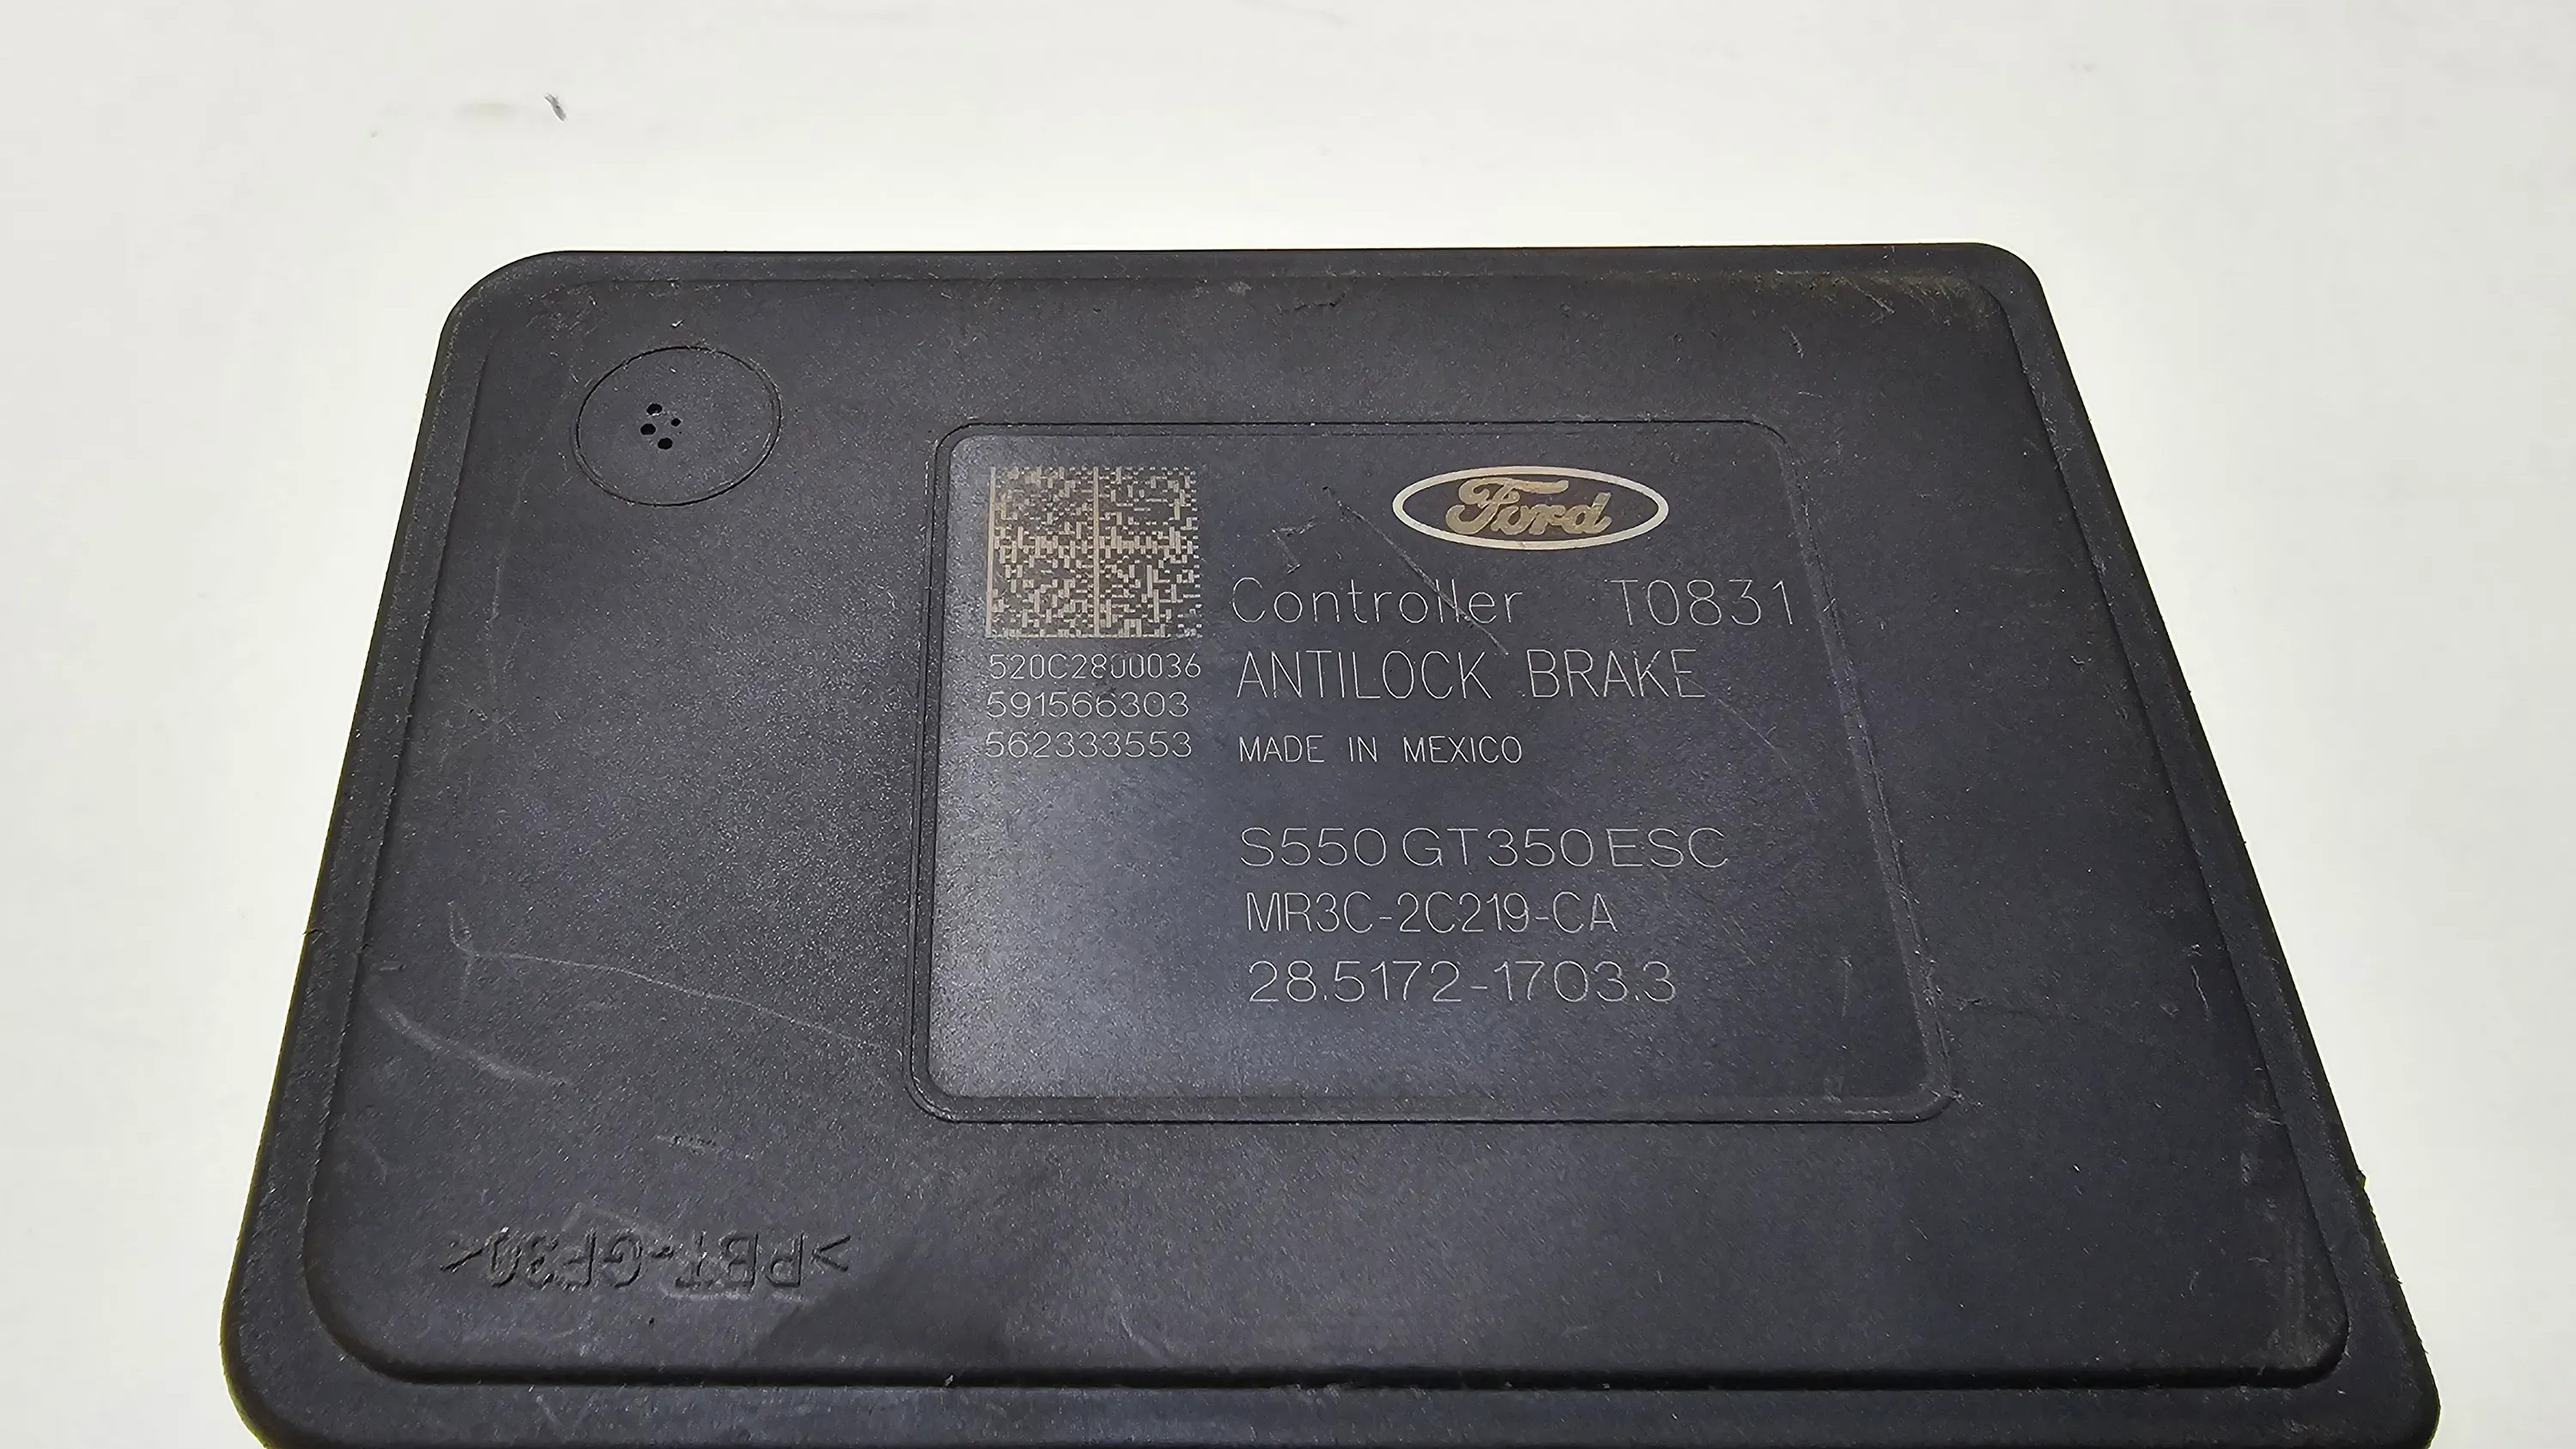 Ford
Controller T0831
ANTILOCK BRAKE
MADE IN MEXICO
520C2800036
591566303
562333553
S550 GT350 ESC
MR3C-2C219-CA
28.5172-1703.3
>PBT-GF30<